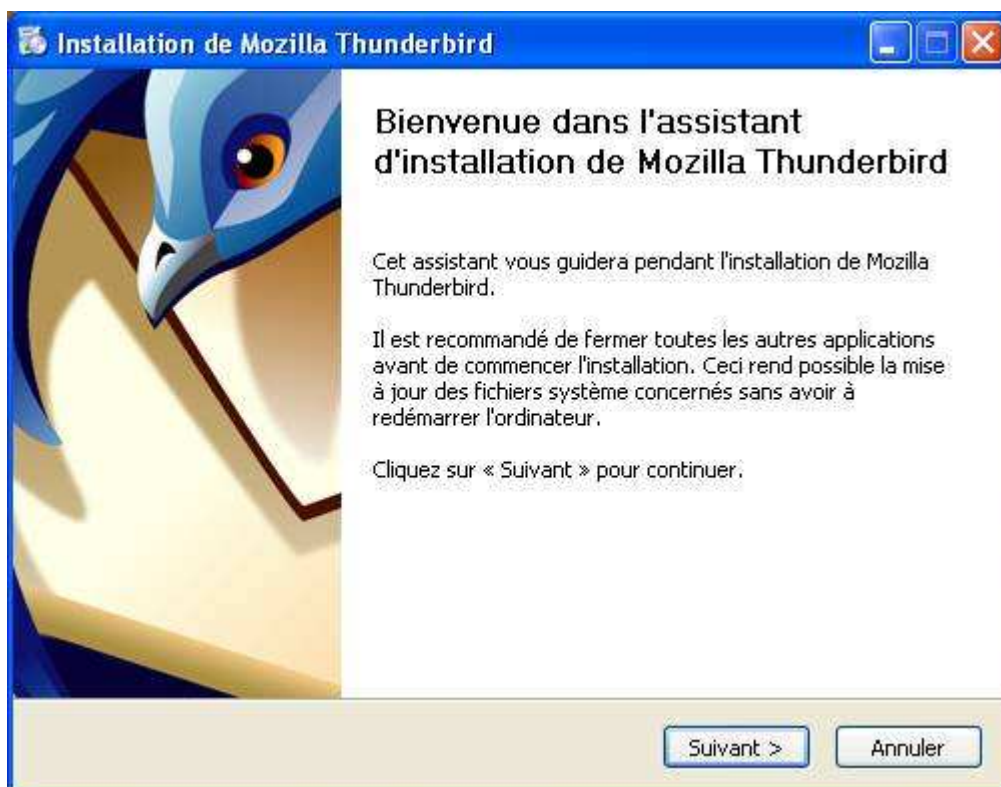 Installation de Mozilla Thunderbird
Bienvenue dans l'assistant
d'installation de Mozilla Thunderbird
Cet assistant vous guidera pendant l'installation de Mozilla
Thunderbird.
Il est recommandé de fermer toutes les autres applications
avant de commencer l'installation. Ceci rend possible la mise
à jour des fichiers système concernés sans avoir à
redémarrer l'ordinateur.
Cliquez sur « Suivant » pour continuer.
Suivant >
Annuler